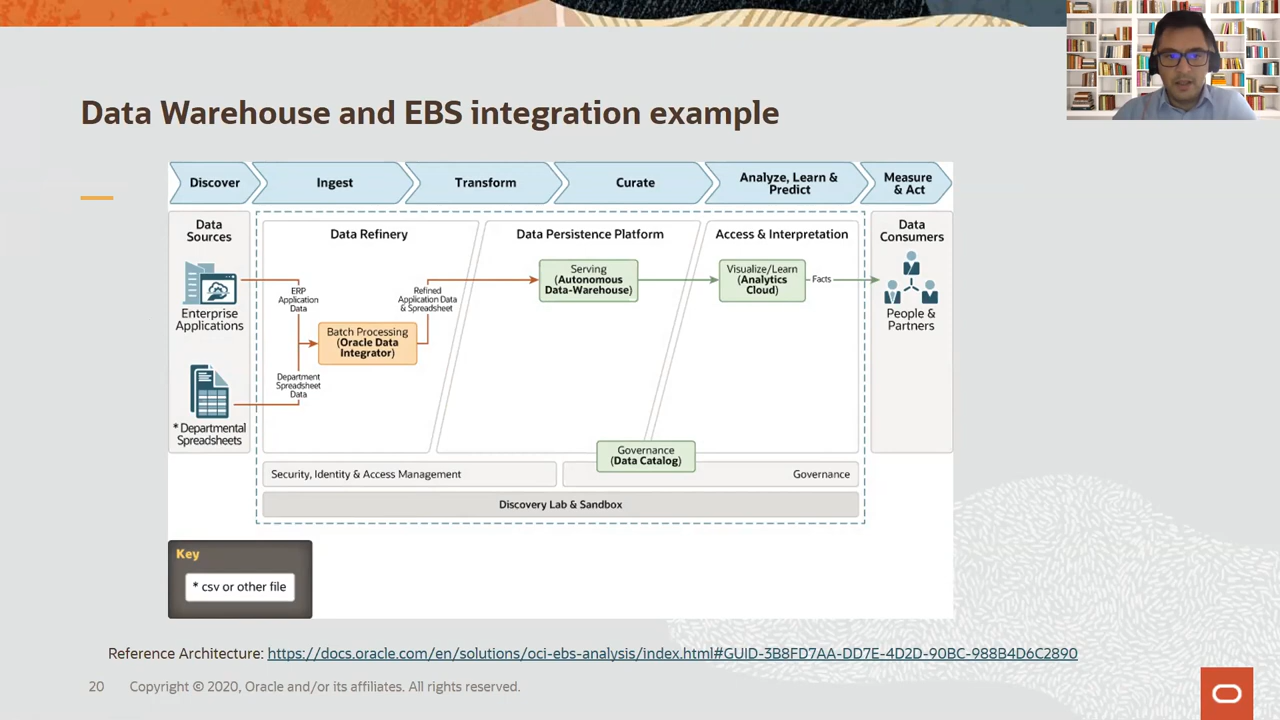 Data Warehouse and EBS integration example
Discover
Ingest
Transform
Curate
Analyze, Learn &
Predict
Measure
& Act
Data
Sources
Enterprise
Applications
* Departmental
Spreadsheets
Data Refinery
ERP
Application
Data
Batch Processing
(Oracle Data
Integrator)
Department
Spreadsheet
Data
Refined
Application Data
& Spreadsheet
Data Persistence Platform
Serving
(Autonomous
Data-Warehouse)
Access & Interpretation
Visualize/Learn
(Analytics
Cloud)
Facts
Data
Consumers
People &
Partners
Governance
(Data Catalog)
Security, Identity & Access Management
Governance
Discovery Lab & Sandbox
Key
* csv or other file
Reference Architecture: https://docs.oracle.com/en/solutions/oci-ebs-analysis/index.html#GUID-3B8FD7AA-DD7E-4D2D-90BC-988B4D6C2890
20 Copyright © 2020, Oracle and/or its affiliates. All rights reserved.